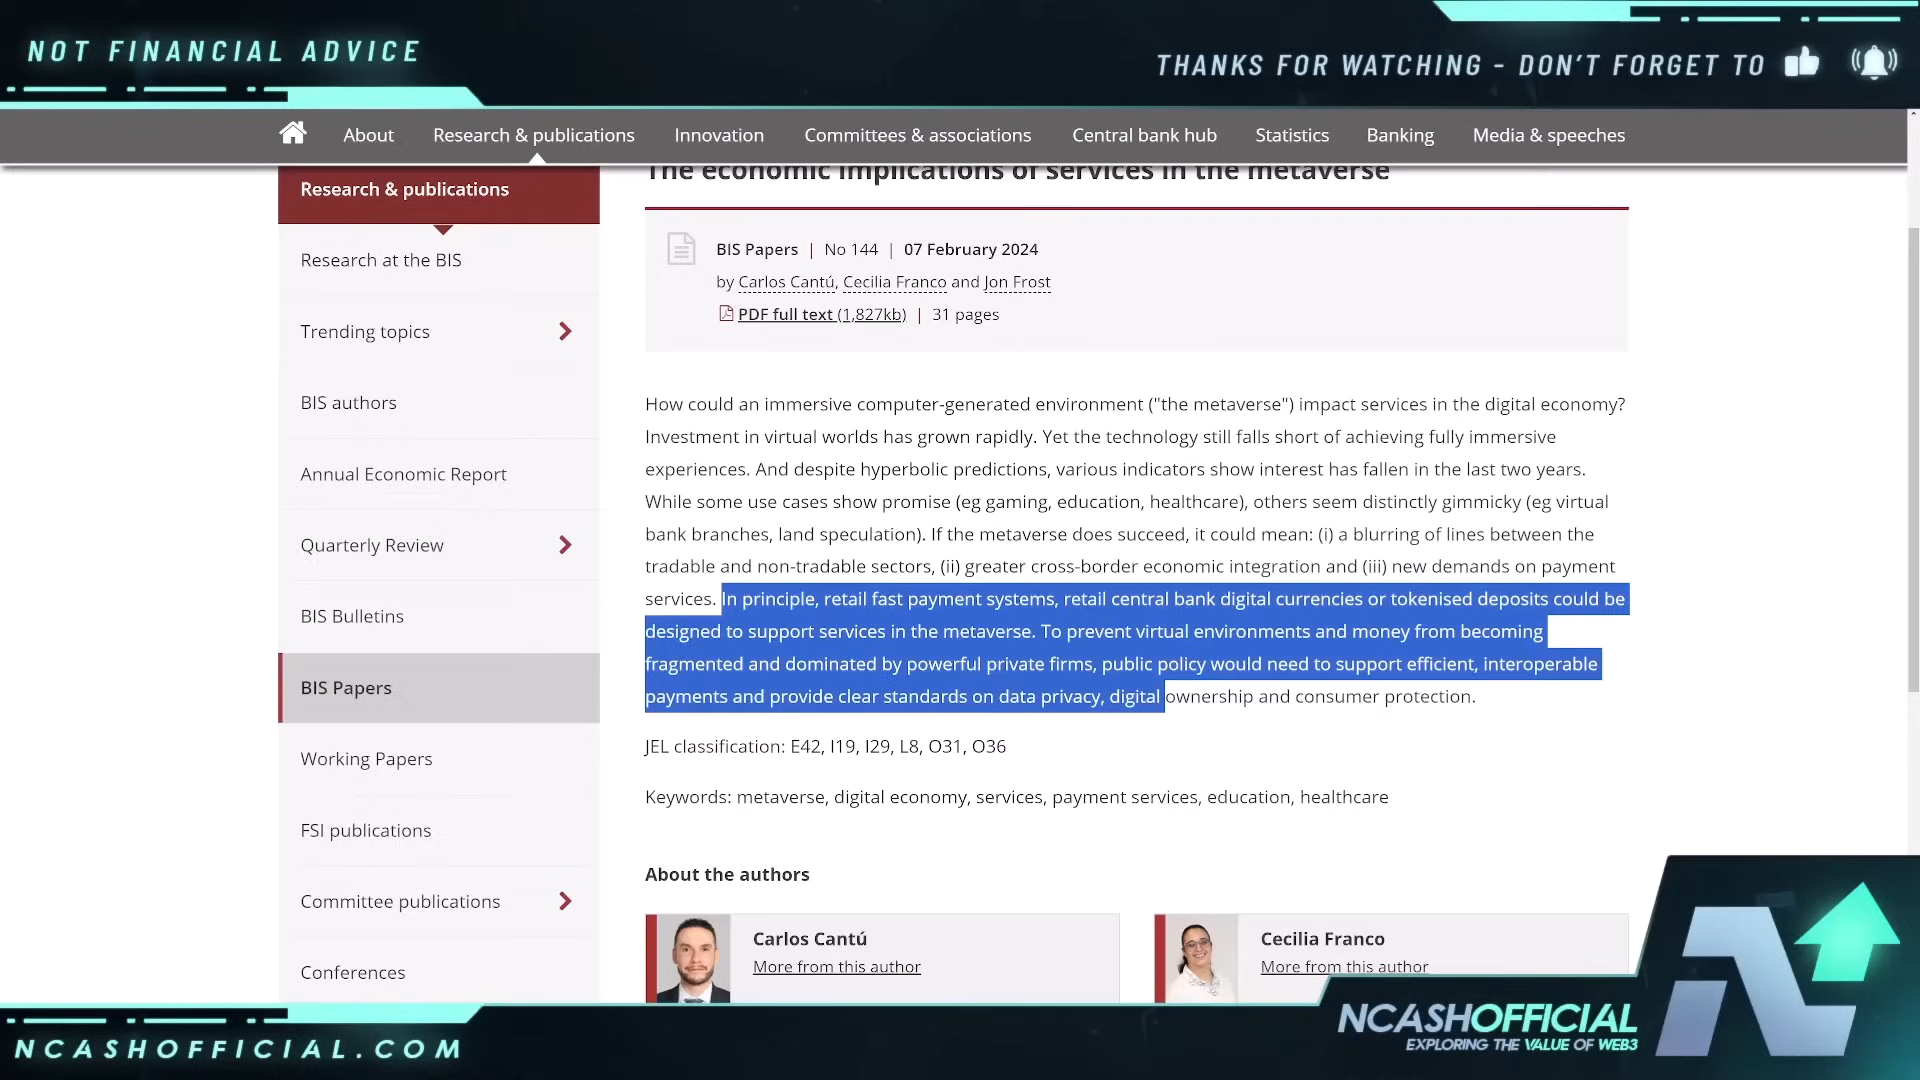 NOT FINANCIAL ADVICE
THANKS FOR WATCHING - DON'T FORGET TO
About
Research & publications
Innovation
Committees & associations
Central bank hub
Statistics
Banking
Media & speeches
Research & publications
Research at the BIS
Trending topics
BIS authors
Annual Economic Report
Quarterly Review
BIS Bulletins
BIS Papers
Working Papers
FSI publications
Committee publications
Conferences
The economic implications of services in the metaverse
BIS Papers | No 144 | 07 February 2024
by Carlos Cantú, Cecilia Franco and Jon Frost
PDF full text (1,827kb) | 31 pages
How could an immersive computer-generated environment ("the metaverse") impact services in the digital economy?
Investment in virtual worlds has grown rapidly. Yet the technology still falls short of achieving fully immersive
experiences. And despite hyperbolic predictions, various indicators show interest has fallen in the last two years.
While some use cases show promise (eg gaming, education, healthcare), others seem distinctly gimmicky (eg virtual
bank branches, land speculation). If the metaverse does succeed, it could mean: (i) a blurring of lines between the
tradable and non-tradable sectors, (ii) greater cross-border economic integration and (iii) new demands on payment
services. In principle, retail fast payment systems, retail central bank digital currencies or tokenised deposits could be
designed to support services in the metaverse. To prevent virtual environments and money from becoming
fragmented and dominated by powerful private firms, public policy would need to support efficient, interoperable
payments and provide clear standards on data privacy, digital ownership and consumer protection.
JEL classification: E42, I19, I29, L8, O31, O36
Keywords: metaverse, digital economy, services, payment services, education, healthcare
About the authors
Carlos Cantú
More from this author
Cecilia Franco
More from this author
NCASHOFFICIAL
EXPLORING THE VALUE OF WEB3
NCASHOFFICIAL.COM